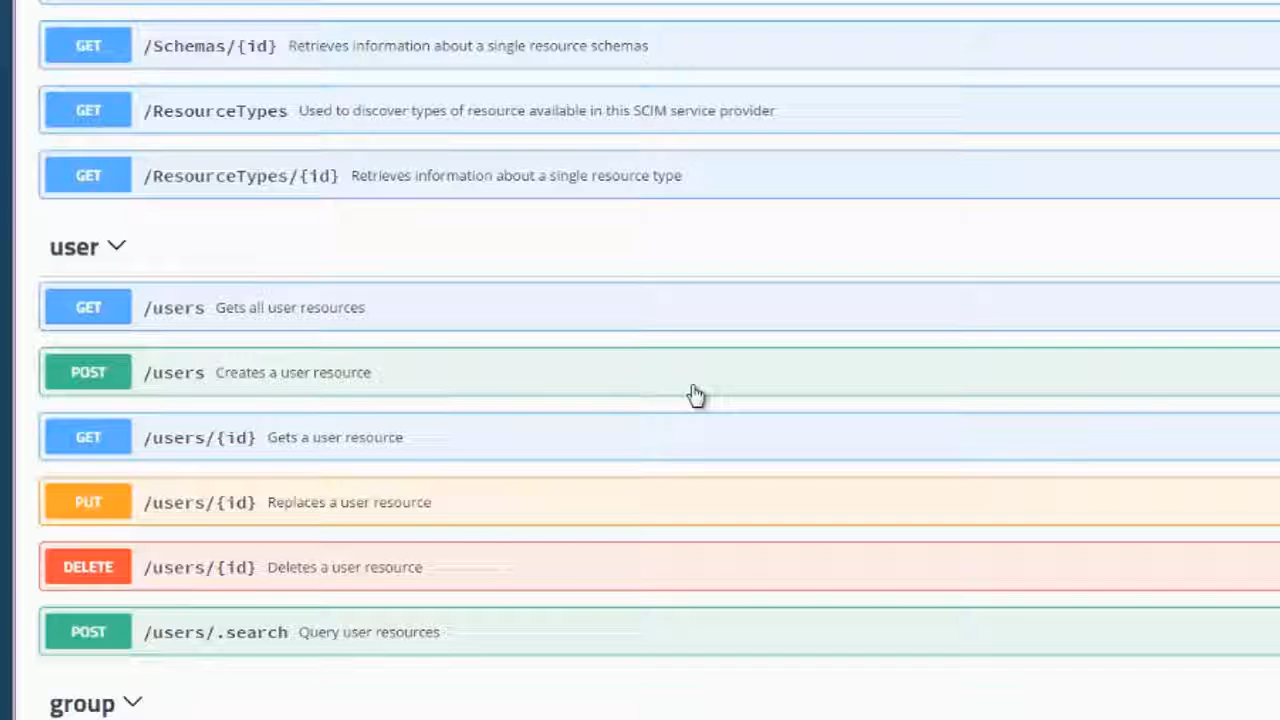 GET /Schemas/{id} Retrieves information about a single resource schemas
GET /ResourceTypes Used to discover types of resource available in this SCIM service provider
GET /ResourceTypes/{id} Retrieves information about a single resource type
user
GET /users Gets all user resources
POST /users Creates a user resource
GET /users/{id} Gets a user resource
PUT /users/{id} Replaces a user resource
DELETE /users/{id} Deletes a user resource
POST /users/.search Query user resources
group